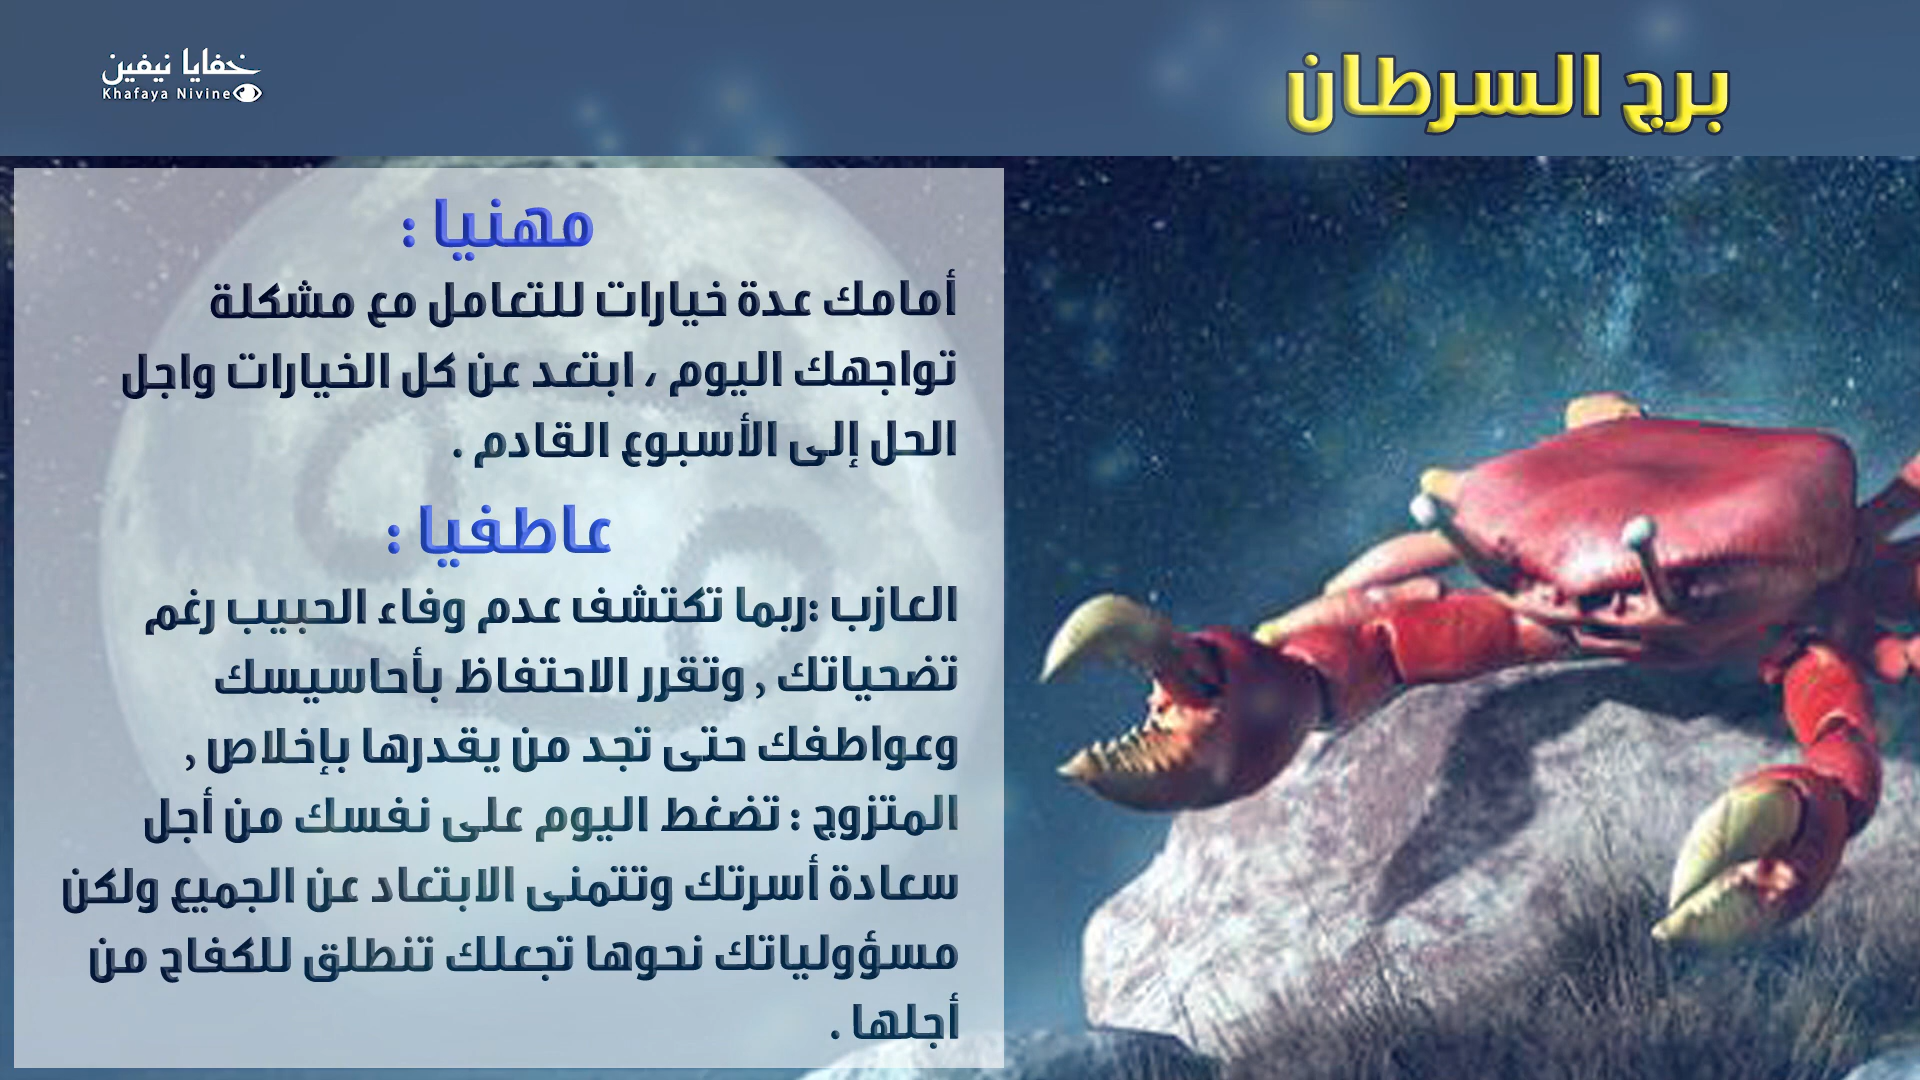 برج السرطان
خفايا نيفين
Khafaya Nivine
مهنيا :
أمامك عدة خيارات للتعامل مع مشكلة
تواجهك اليوم ، ابتعد عن كل الخيارات واجل
الحل إلى الأسبوع القادم .
عاطفيا :
العازب :ربما تكتشف عدم وفاء الحبيب رغم
تضحياتك , وتقرر الاحتفاظ بأحاسيسك
وعواطفك حتى تجد من يقدرها بإخلاص ,
المتزوج : تضغط اليوم على نفسك من أجل
سعادة أسرتك وتتمنى الابتعاد عن الجميع ولكن
مسؤولياتك نحوها تجعلك تنطلق للكفاح من
أجلها .